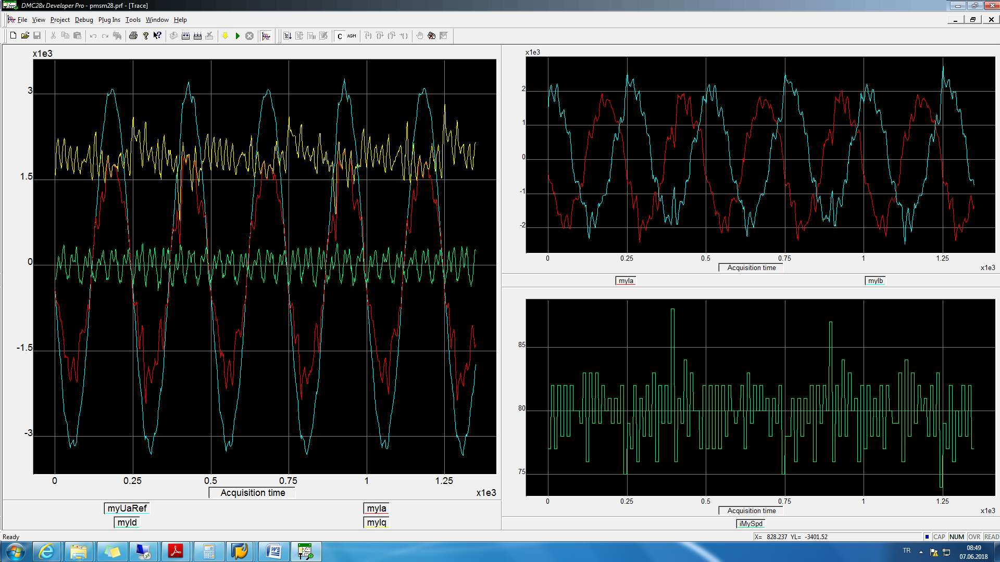 DMC28x Developer Pro - pmsm28.prf - [Trace]
File View Project Debug Plug Ins Tools Window Help
C ASM
x1e3
3
1.5
0
-1.5
-3
0 0.25 0.5 0.75 1 1.25
Acquisition time x1e3
myUaRef myIa
myId myIq
x1e3
2
1
0
-1
-2
0 0.25 0.5 0.75 1 1.25
Acquisition time x1e3
myIa myIb
85
80
75
0 0.25 0.5 0.75 1 1.25
Acquisition time x1e3
iMySpd
Ready X= 828.237 YL= -3401.52 CAP NUM OVR READ
TR 08:49
07.06.2018